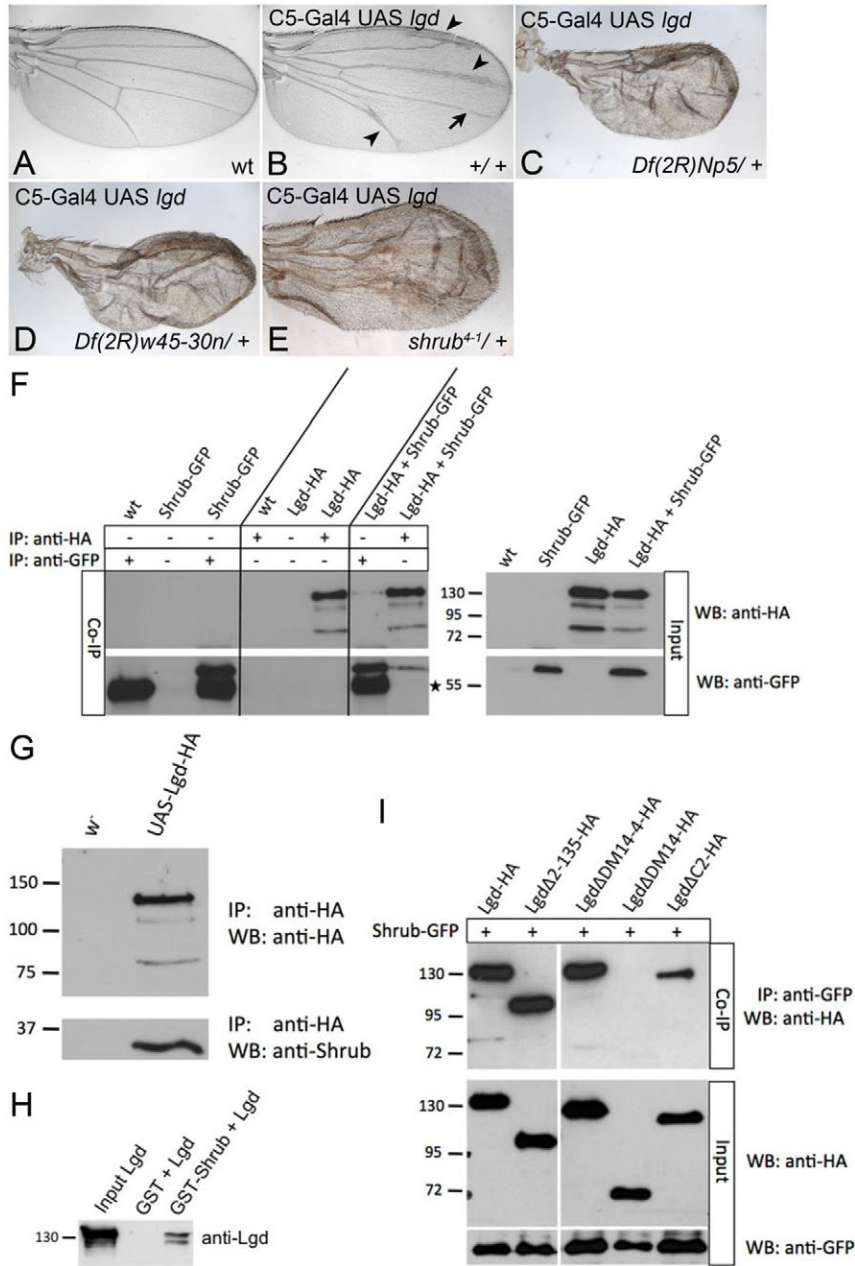 C5-Gal4 UAS lgd
C5-Gal4 UAS lgd
A
wt
B
+/ +
C
Df(2R)Np5/ +
C5-Gal4 UAS lgd
C5-Gal4 UAS lgd
D
Df(2R)w45-30n/ +
E
shrub4-1/ +
F
wt
Shrub-GFP
Shrub-GFP
wt
Lgd-HA
Lgd-HA
Lgd-HA + Shrub-GFP
Lgd-HA + Shrub-GFP
wt
Shrub-GFP
Lgd-HA
Lgd-HA + Shrub-GFP
IP: anti-HA - - - + - + - +
IP: anti-GFP + - + - - - + -
Co-IP
130
95
72
★ 55
Input
WB: anti-HA
WB: anti-GFP
G
w-
UAS-Lgd-HA
150
100
75
IP: anti-HA
WB: anti-HA
37
IP: anti-HA
WB: anti-Shrub
H
Input Lgd
GST + Lgd
GST-Shrub + Lgd
130
anti-Lgd
I
Lgd-HA
LgdΔ2-135-HA
LgdΔDM14-4-HA
LgdΔDM14-HA
LgdΔC2-HA
Shrub-GFP + + + + +
130
95
72
Co-IP
IP: anti-GFP
WB: anti-HA
130
95
72
Input
WB: anti-HA
WB: anti-GFP